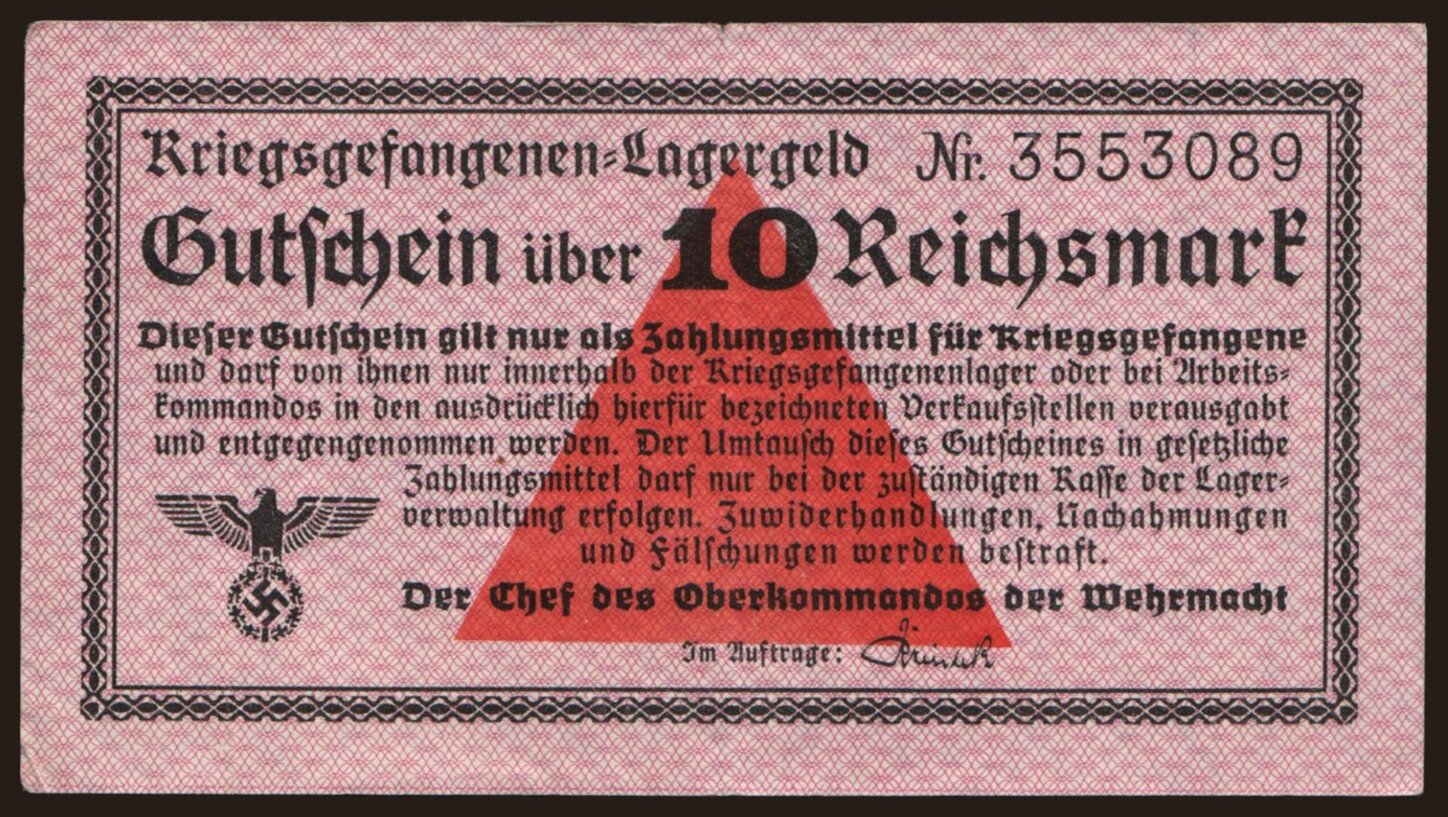 Kriegsgefangenen-Lagergeld Nr. 3553089
Gutschein über 10 Reichsmark
Dieser Gutschein gilt nur als Zahlungsmittel für Kriegsgefangene
und darf von ihnen nur innerhalb der Kriegsgefangenenlager oder bei Arbeits-
kommandos in den ausdrücklich hierfür bezeichneten Verkaufsstellen verausgabt
und entgegengenommen werden. Der Umtausch dieses Gutscheines in gesetzliche
Zahlungsmittel darf nur bei der zuständigen Kasse der Lager-
verwaltung erfolgen. Zuwiderhandlungen, Nachahmungen
und Fälschungen werden bestraft.
Der Chef des Oberkommandos der Wehrmacht
Im Auftrage: